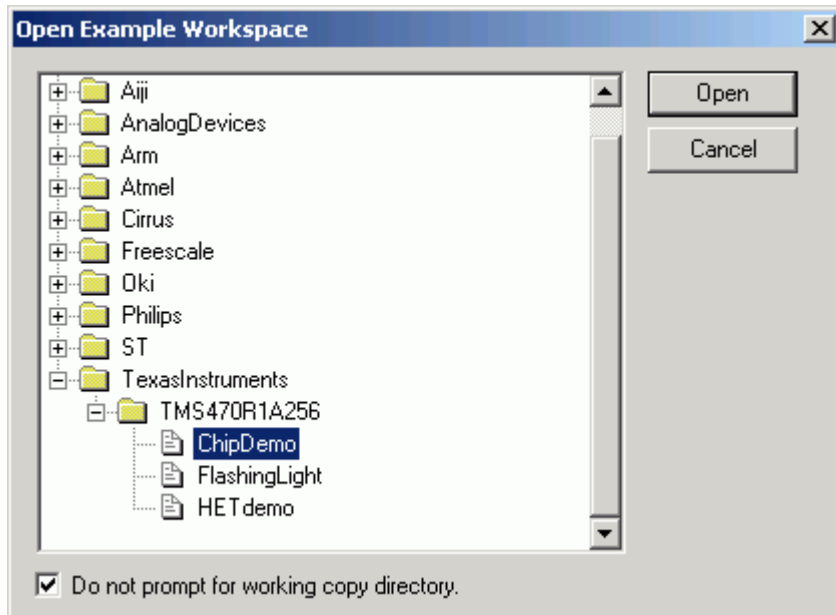 Open Example Workspace
Aiji
AnalogDevices
Arm
Atmel
Cirrus
Freescale
Oki
Philips
ST
TexasInstruments
TMS470R1A256
ChipDemo
FlashingLight
HETdemo
Open
Cancel
Do not prompt for working copy directory.